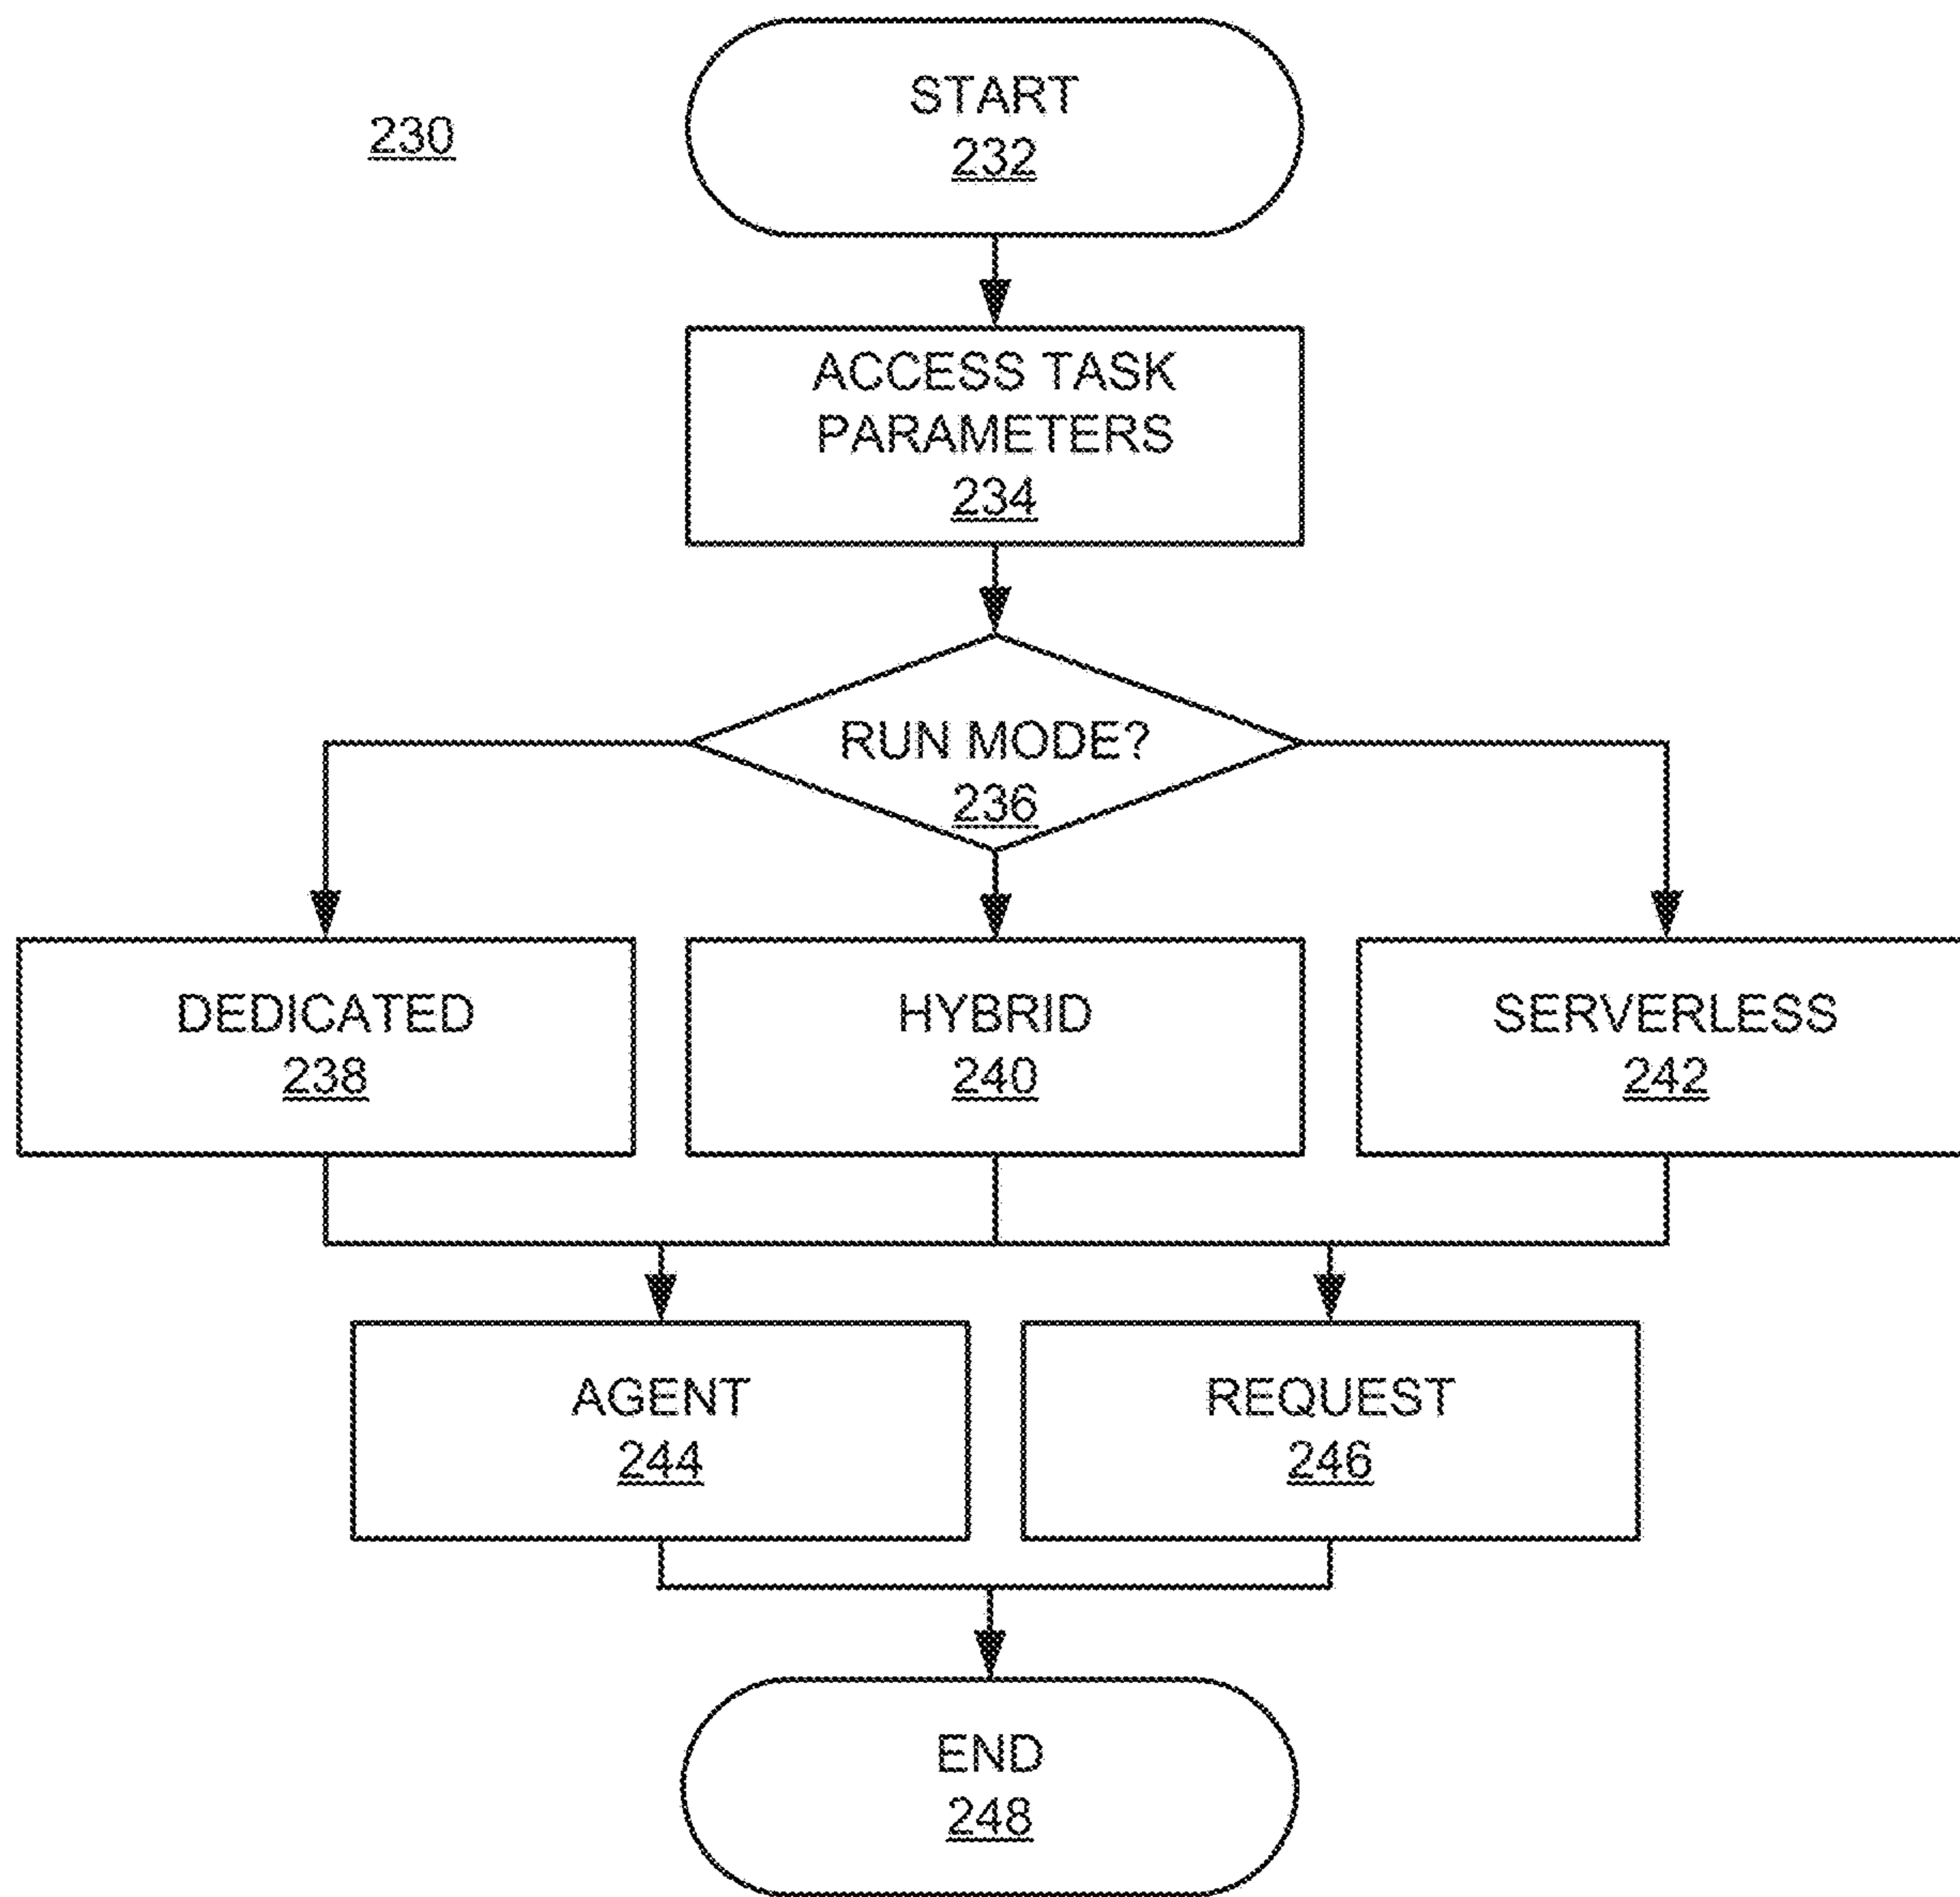 START
230
232
ACCESS TASK
PARAMETERS
234
RUN MODE?
236
DEDICATED
238
HYBRID
240
SERVERLESS
242
AGENT
244
REQUEST
246
END
248